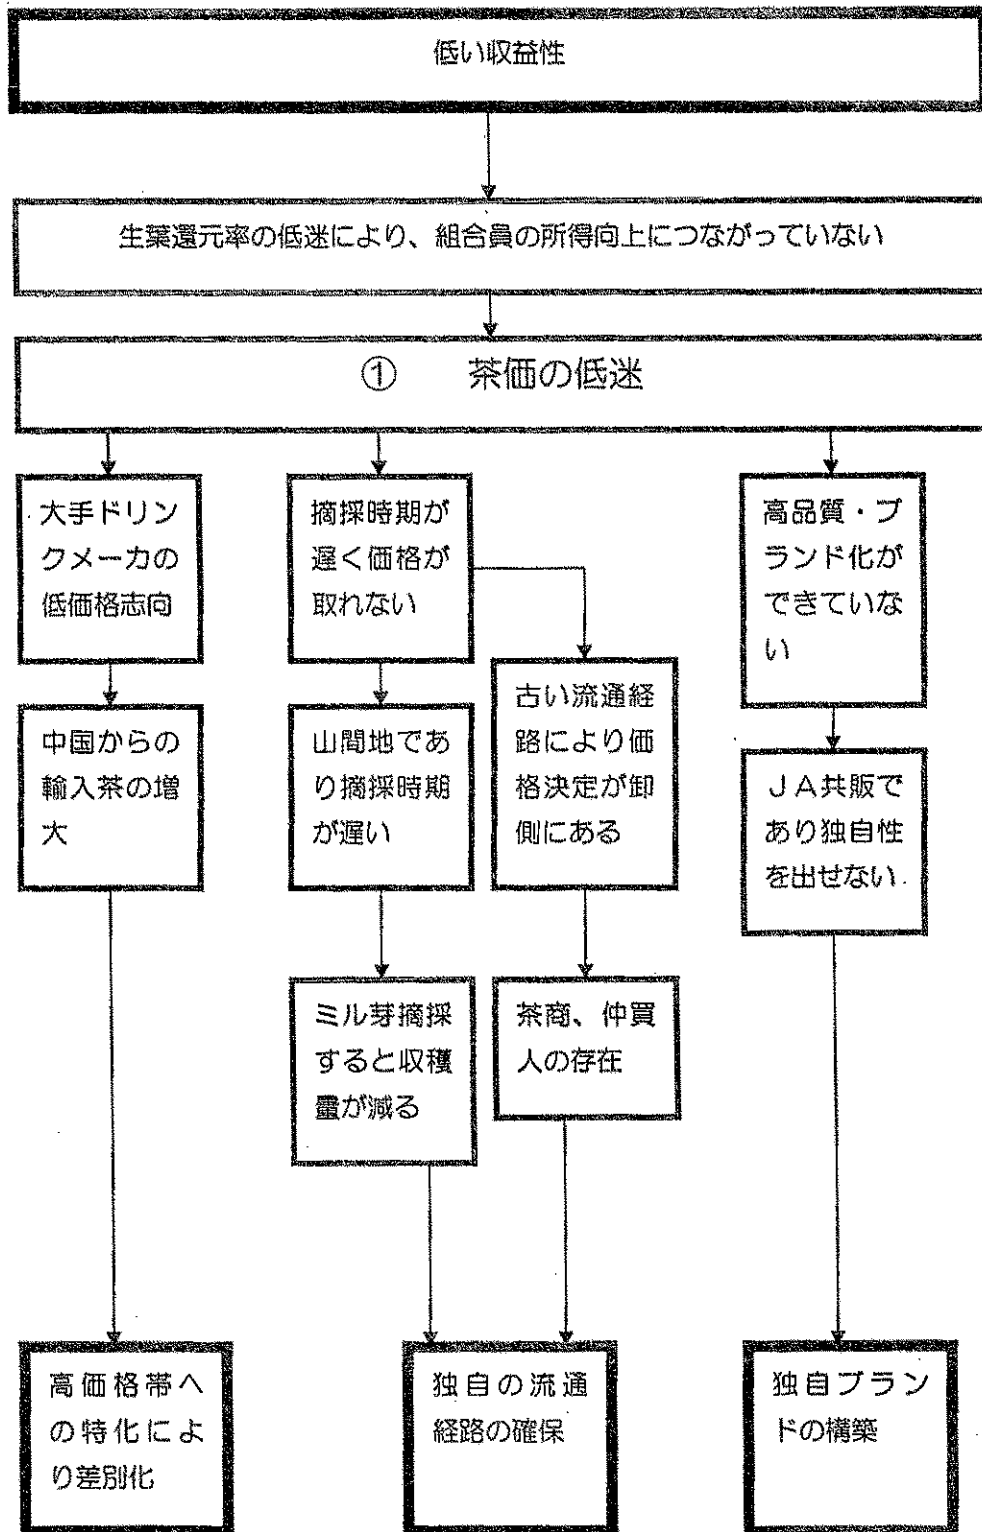 低い収益性
生葉還元率の低迷により、組合員の所得向上につながっていない
① 茶価の低迷
大手ドリン
クメーカの
低価格志向
摘採時期が
遅く価格が
取れない
高品質・ブ
ランド化が
できていな
い
中国からの
輸入茶の増
大
山間地であ
り摘採時期
が遅い
古い流通経
路により価
格決定が卸
側にある
ＪＡ共販で
あり独自性
を出せない
ミル芽摘採
すると収穫
量が減る
茶商、仲買
人の存在
高価格帯へ
の特化によ
り差別化
独自の流通
経路の確保
独自ブラン
ドの構築